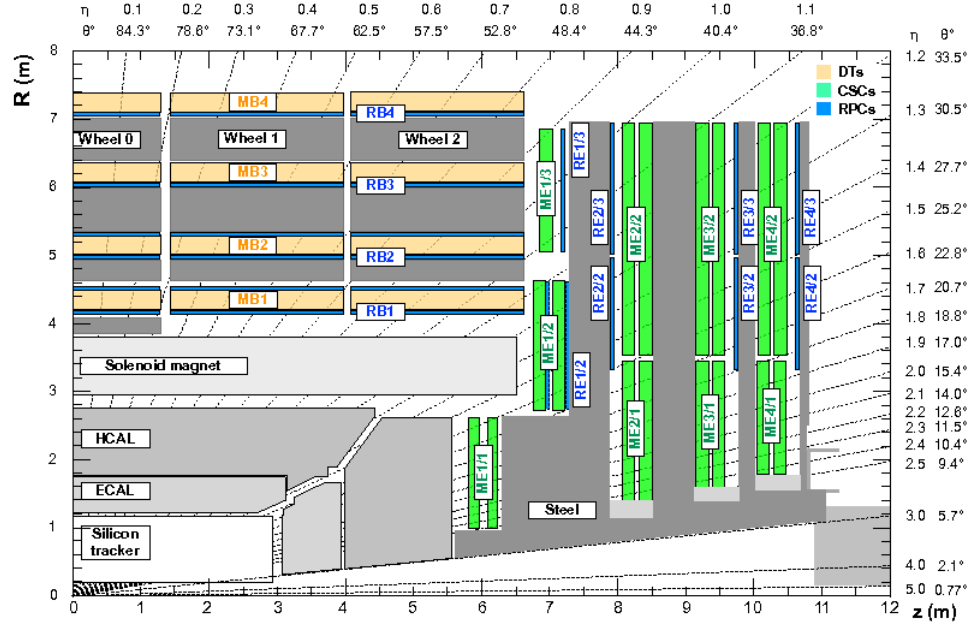 η 0.1 0.2 0.3 0.4 0.5 0.6 0.7 0.8 0.9 1.0 1.1
θ° 84.3° 78.6° 73.1° 67.7° 62.5° 57.5° 52.8° 48.4° 44.3° 40.4° 36.8°
η θ°
R (m)
8
7
6
5
4
3
2
1
0
1.2 33.5°
1.3 30.5°
1.4 27.7°
1.5 25.2°
1.6 22.8°
1.7 20.7°
1.8 18.8°
1.9 17.0°
2.0 15.4°
2.1 14.0°
2.2 12.8°
2.3 11.5°
2.4 10.4°
2.5 9.4°
3.0 5.7°
4.0 2.1°
5.0 0.77°
DTs
CSCs
RPCs
MB4
RB4
Wheel 0
Wheel 1
Wheel 2
MB3
RB3
MB2
RB2
MB1
RB1
Solenoid magnet
HCAL
ECAL
Silicon
tracker
Steel
ME1/3
RE1/3
ME1/2
RE1/2
ME1/1
RE2/3
RE2/2
ME2/2
ME2/1
ME3/2
ME3/1
RE3/3
RE3/2
ME4/2
ME4/1
RE4/3
RE4/2
0 1 2 3 4 5 6 7 8 9 10 11 12
z (m)